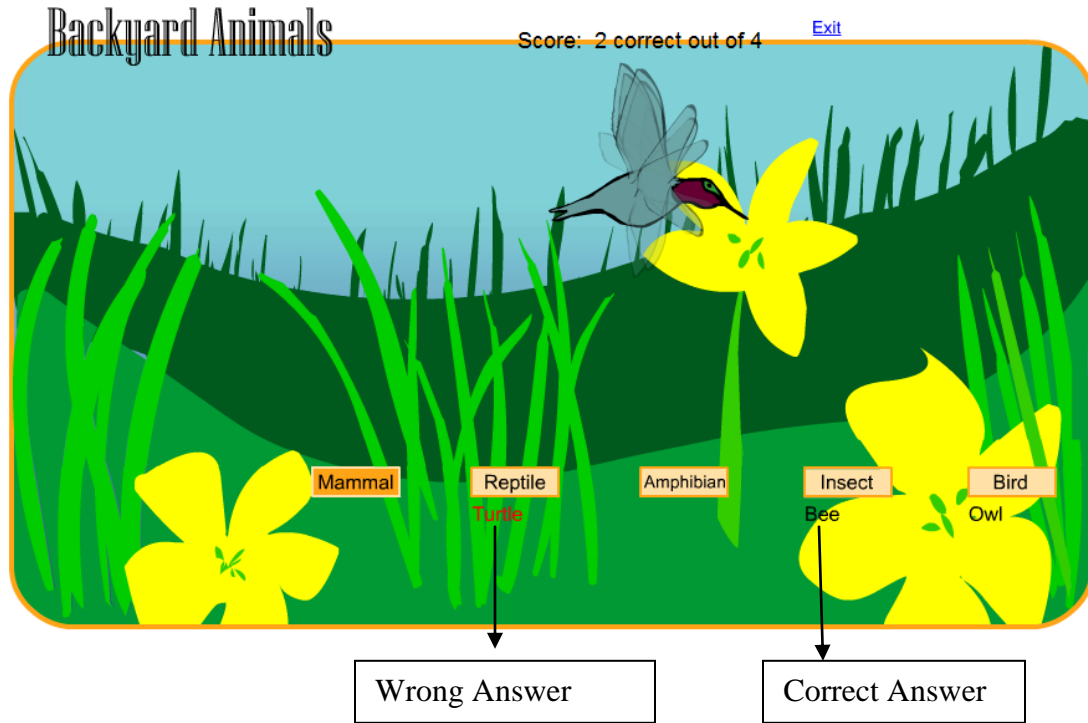 Backyard Animals
Score: 2 correct out of 4
Exit
Mammal
Reptile
Amphibian
Insect
Bird
Turtle
Bee
Owl
Wrong Answer
Correct Answer